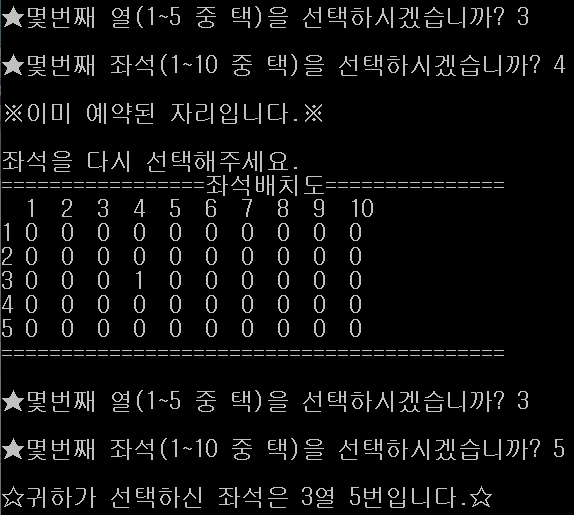 ★몇번째 열(1~5 중 택)을 선택하시겠습니까? 3
★몇번째 좌석(1~10 중 택)을 선택하시겠습니까? 4
※이미 예약된 자리입니다.※
좌석을 다시 선택해주세요.
=================좌석배치도===============
1 2 3 4 5 6 7 8 9 10
1 0 0 0 0 0 0 0 0 0 0
2 0 0 0 0 0 0 0 0 0 0
3 0 0 0 1 0 0 0 0 0 0
4 0 0 0 0 0 0 0 0 0 0
5 0 0 0 0 0 0 0 0 0 0
==========================================
★몇번째 열(1~5 중 택)을 선택하시겠습니까? 3
★몇번째 좌석(1~10 중 택)을 선택하시겠습니까? 5
☆귀하가 선택하신 좌석은 3열 5번입니다.☆